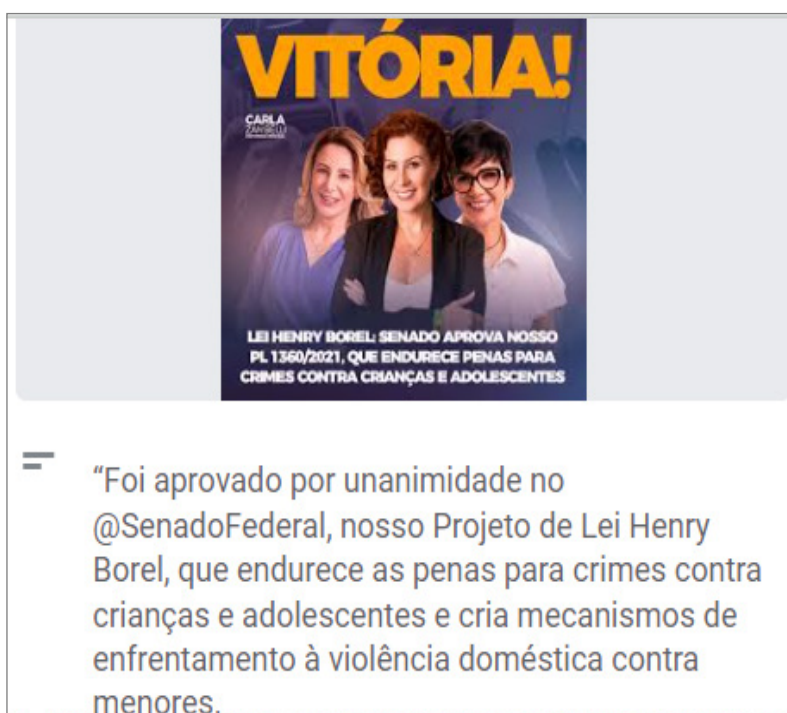 VITÓRIA!
CARLA
ZAMBELLI
LEI HENRY BOREL: SENADO APROVA NOSSO
PL 1360/2021, QUE ENDURECE PENAS PARA
CRIMES CONTRA CRIANÇAS E ADOLESCENTES
“Foi aprovado por unanimidade no
@SenadoFederal, nosso Projeto de Lei Henry
Borel, que endurece as penas para crimes contra
crianças e adolescentes e cria mecanismos de
enfrentamento à violência doméstica contra
menores.